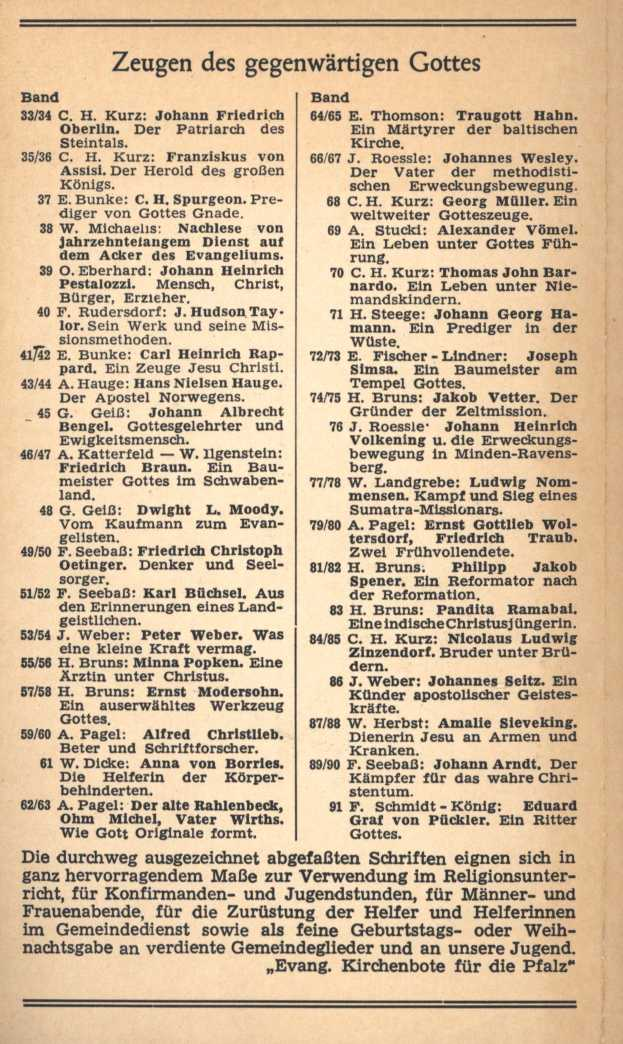 Zeugen des gegenwärtigen Gottes
Band
33/34 C. H. Kurz: Johann Friedrich
Oberlin. Der Patriarch des
Steintals.
35/36 C. H. Kurz: Franziskus von
Assisi. Der Herold des großen
Königs.
37 E. Bunke: C. H. Spurgeon. Pre-
diger von Gottes Gnade.
38 W. Michaelis: Nachlese von
jahrzehntelangem Dienst auf
dem Acker des Evangeliums.
39 O. Eberhard: Johann Heinrich
Pestalozzi. Mensch, Christ,
Bürger, Erzieher.
40 F. Rudersdorf: J. Hudson Tay-
lor. Sein Werk und seine Mis-
sionsmethoden.
41/42 E. Bunke: Carl Heinrich Rap-
pard. Ein Zeuge Jesu Christi.
43/44 A. Hauge: Hans Nielsen Hauge.
Der Apostel Norwegens.
45 G. Geiß: Johann Albrecht
Bengel. Gottesgelehrter und
Ewigkeitsmensch.
46/47 A. Katterfeld — W. Ilgenstein:
Friedrich Braun. Ein Bau-
meister Gottes im Schwaben-
land.
48 G. Geiß: Dwight L. Moody.
Vom Kaufmann zum Evan-
gelisten.
49/50 F. Seebaß: Friedrich Christoph
Oetinger. Denker und Seel-
sorger.
51/52 F. Seebaß: Karl Büchsel. Aus
den Erinnerungen eines Land-
geistlichen.
53/54 J. Weber: Peter Weber. Was
eine kleine Kraft vermag.
55/56 H. Bruns: Minna Popken. Eine
Ärztin unter Christus.
57/58 H. Bruns: Ernst Modersohn.
Ein auserwähltes Werkzeug
Gottes.
59/60 A. Pagel: Alfred Christlieb.
Beter und Schriftforscher.
61 W. Dicke: Anna von Borries.
Die Helferin der Körper-
behinderten.
62/63 A. Pagel: Der alte Rahlenbeck,
Ohm Michel, Vater Wirths.
Wie Gott Originale formt.
Band
64/65 E. Thomson: Traugott Hahn.
Ein Märtyrer der baltischen
Kirche.
66/67 J. Roessle: Johannes Wesley.
Der Vater der methodisti-
schen Erweckungsbewegung.
68 C. H. Kurz: Georg Müller. Ein
weltweiter Gotteszeuge.
69 A. Stucki: Alexander Vömel.
Ein Leben unter Gottes Füh-
rung.
70 C. H. Kurz: Thomas John Bar-
nardo. Ein Leben unter Nie-
mandskindern.
71 H. Steege: Johann Georg Ha-
mann. Ein Prediger in der
Wüste.
72/73 E. Fischer-Lindner: Joseph
Simsa. Ein Baumeister am
Tempel Gottes.
74/75 H. Bruns: Jakob Vetter. Der
Gründer der Zeltmission.
76 J. Roessle: Johann Heinrich
Volkening u. die Erweckungs-
bewegung in Minden-Ravens-
berg.
77/78 W. Landgrebe: Ludwig Nom-
mensen. Kampf und Sieg eines
Sumatra-Missionars.
79/80 A. Pagel: Ernst Gottlieb Wol-
tersdorf, Friedrich Traub.
Zwei Frühvollendete.
81/82 H. Bruns: Philipp Jakob
Spener. Ein Reformator nach
der Reformation.
83 H. Bruns: Pandita Ramabai.
Eine indische Christusjüngerin.
84/85 C. H. Kurz: Nicolaus Ludwig
Zinzendorf. Bruder unter Brü-
dern.
86 J. Weber: Johannes Seitz. Ein
Künder apostolischer Geistes-
kräfte.
87/88 W. Herbst: Amalie Sieveking.
Dienerin Jesu an Armen und
Kranken.
89/90 F. Seebaß: Johann Arndt. Der
Kämpfer für das wahre Chri-
stentum.
91 F. Schmidt-König: Eduard
Graf von Pückler. Ein Ritter
Gottes.
Die durchweg ausgezeichnet abgefaßten Schriften eignen sich in
ganz hervorragendem Maße zur Verwendung im Religionsunter-
richt, für Konfirmanden- und Jugendstunden, für Männer- und
Frauenabende, für die Zurüstung der Helfer und Helferinnen
im Gemeindedienst sowie als feine Geburtstags- oder Weih-
nachtsgabe an verdiente Gemeindeglieder und an unsere Jugend.
„Evang. Kirchenbote für die Pfalz“